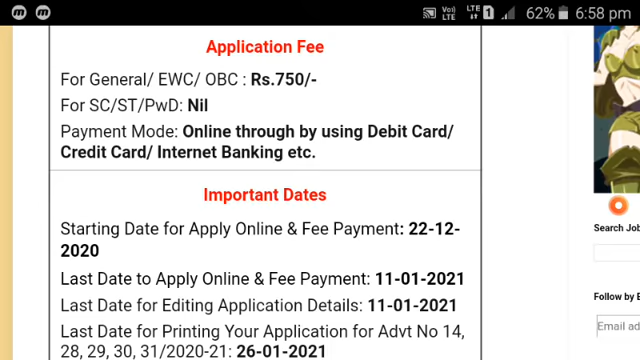 Vo)) LTE LTE 1 62% 6:58 pm
Application Fee
For General/ EWC/ OBC : Rs.750/-
For SC/ST/PwD: Nil
Payment Mode: Online through by using Debit Card/
Credit Card/ Internet Banking etc.
Important Dates
Starting Date for Apply Online & Fee Payment: 22-12-
2020
Last Date to Apply Online & Fee Payment: 11-01-2021
Last Date for Editing Application Details: 11-01-2021
Last Date for Printing Your Application for Advt No 14,
28, 29, 30, 31/2020-21: 26-01-2021
Search Job
Follow by E
Email ad